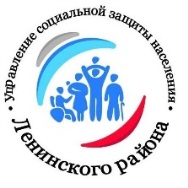 • Управление социальной защиты населения •
Ленинского района